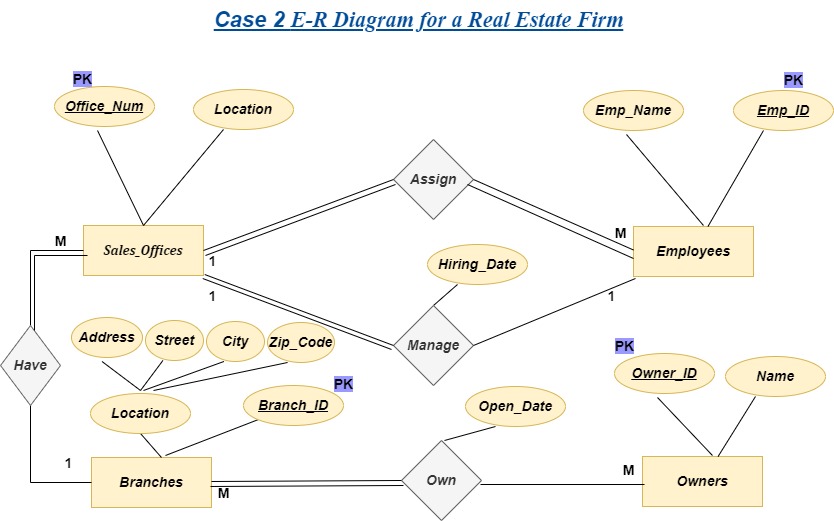 Case 2 E-R Diagram for a Real Estate Firm
PK
PK
Office_Num
Location
Emp_Name
Emp_ID
Assign
M
Sales_Offices
1
M
Employees
1
Hiring_Date
1
Have
Manage
Address
Street
City
Zip_Code
PK
PK
Owner_ID
Name
Location
Branch_ID
Open_Date
1
Branches
M
Own
M
Owners